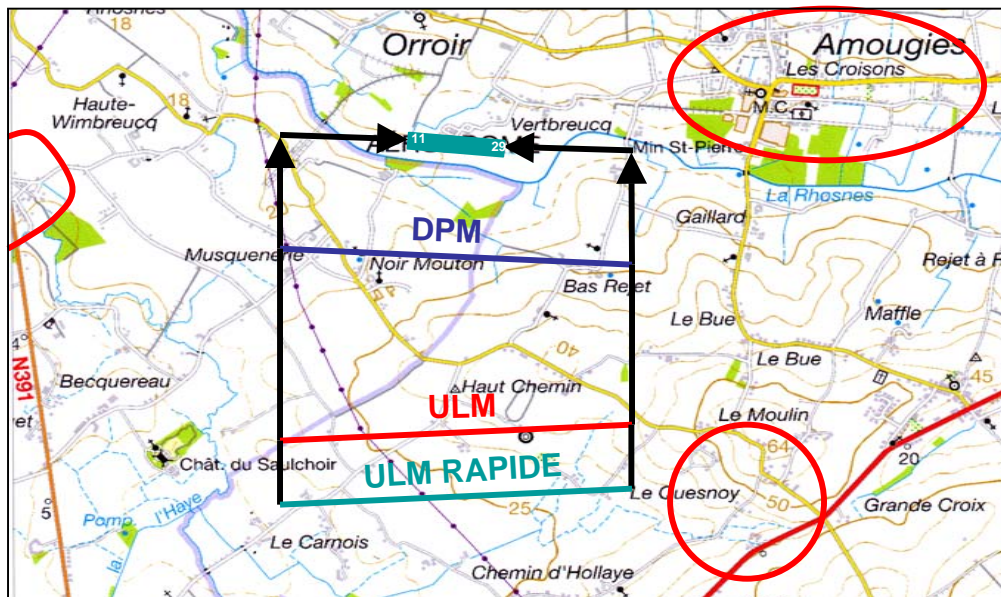 18
Rhosnes
Orroir
Amougies
Les Croisons
Haute-
Wimbreucq
18
M.C.
Vertbreucq
11
29
Min St-Pierre
La Rhosnes
20
Gaillard
DPM
Musquenerie
Noir Mouton
Bas Rejet
Rejet à R
Maffle
Le Bue
N391
40
Becquereau
Le Bue
45
Haut Chemin
ULM
Le Moulin
Chât. du Saulchoir
64
20
ULM RAPIDE
Le Quesnoy
50
Grande Croix
5
Pomp.
l'Haye
25
la
Le Carnois
Chemin d'Hollaye